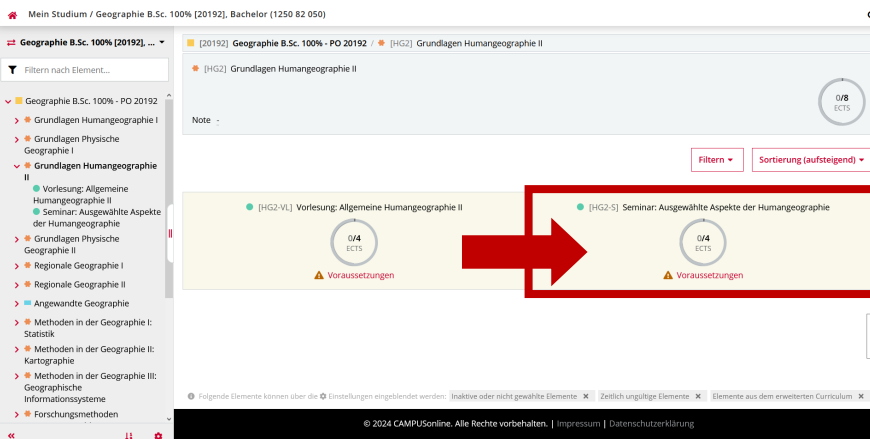 Mein Studium / Geographie B.Sc. 100% [20192], Bachelor (1250 82 050)
Geographie B.Sc. 100% [20192], ...
Filtern nach Element...
Geographie B.Sc. 100% - PO 20192
Grundlagen Humangeographie I
Grundlagen Physische
Geographie I
Grundlagen Humangeographie
II
Vorlesung: Allgemeine
Humangeographie II
Seminar: Ausgewählte Aspekte
der Humangeographie
Grundlagen Physische
Geographie II
Regionale Geographie I
Regionale Geographie II
Angewandte Geographie
Methoden in der Geographie I:
Statistik
Methoden in der Geographie II:
Kartographie
Methoden in der Geographie III:
Geographische
Informationssysteme
Forschungsmethoden
[20192] Geographie B.Sc. 100% - PO 20192 / [HG2] Grundlagen Humangeographie II
[HG2] Grundlagen Humangeographie II
0/8
ECTS
Note -
Filtern
Sortierung (aufsteigend)
[HG2-VL] Vorlesung: Allgemeine Humangeographie II
0/4
ECTS
Voraussetzungen
[HG2-S] Seminar: Ausgewählte Aspekte der Humangeographie
0/4
ECTS
Voraussetzungen
Folgende Elemente können über die Einstellungen eingeblendet werden: Inaktive oder nicht gewählte Elemente × Zeitlich ungültige Elemente × Elemente aus dem erweiterten Curriculum ×
© 2024 CAMPUSonline. Alle Rechte vorbehalten. | Impressum | Datenschutzerklärung